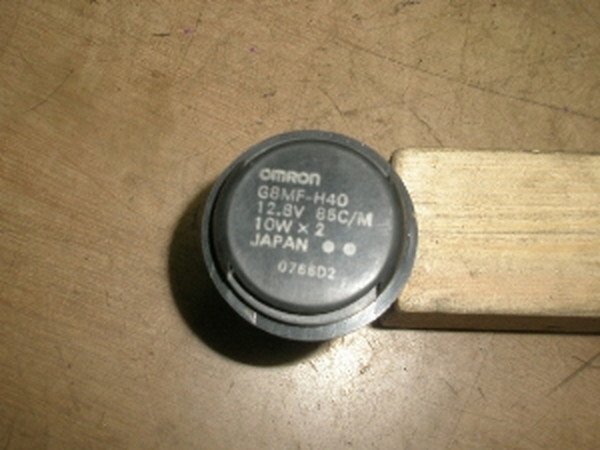 OMRON
G8MF-H40
12.8V 85C/M
10W × 2
JAPAN
0766D2